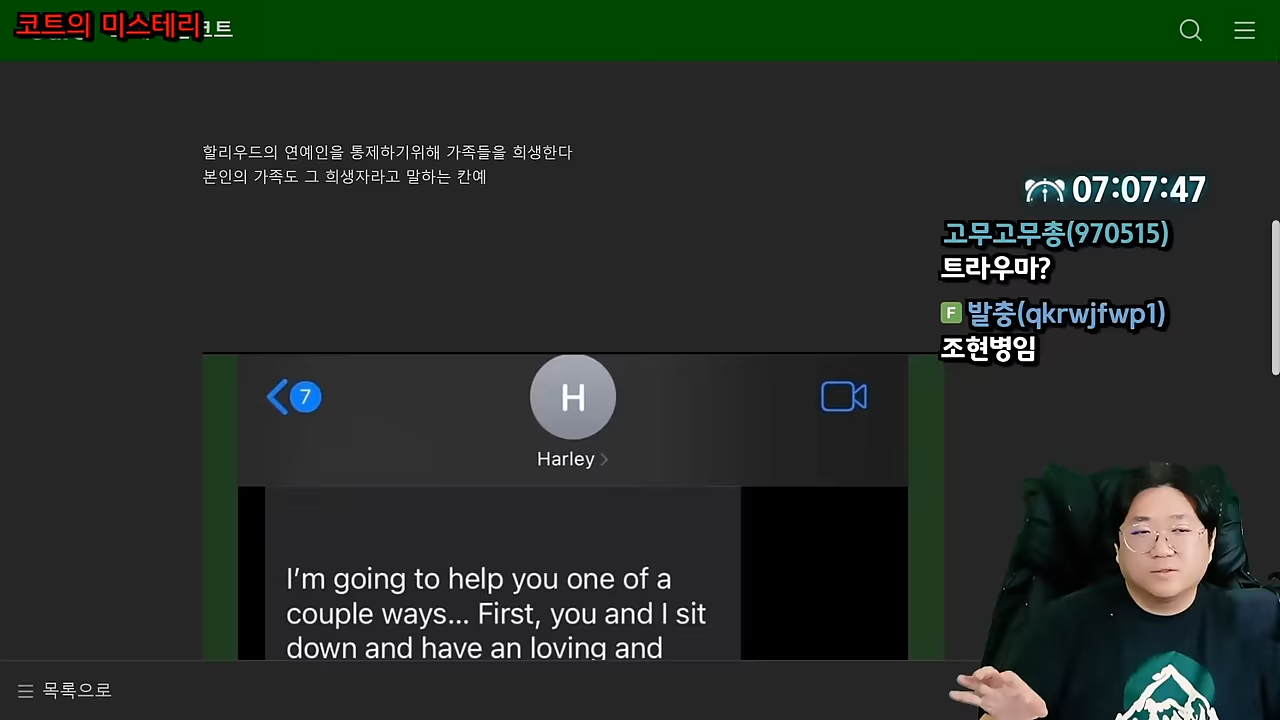 코트의 미스테리
코트
할리우드의 연예인을 통제하기위해 가족들을 희생한다
본인의 가족도 그 희생자라고 말하는 칸예
07:07:47
고무고무총(970515)
트라우마?
F 발충(qkrwjfwp1)
조현병임
7
H
Harley
I'm going to help you one of a
couple ways... First, you and I sit
down and have an loving and
목록으로